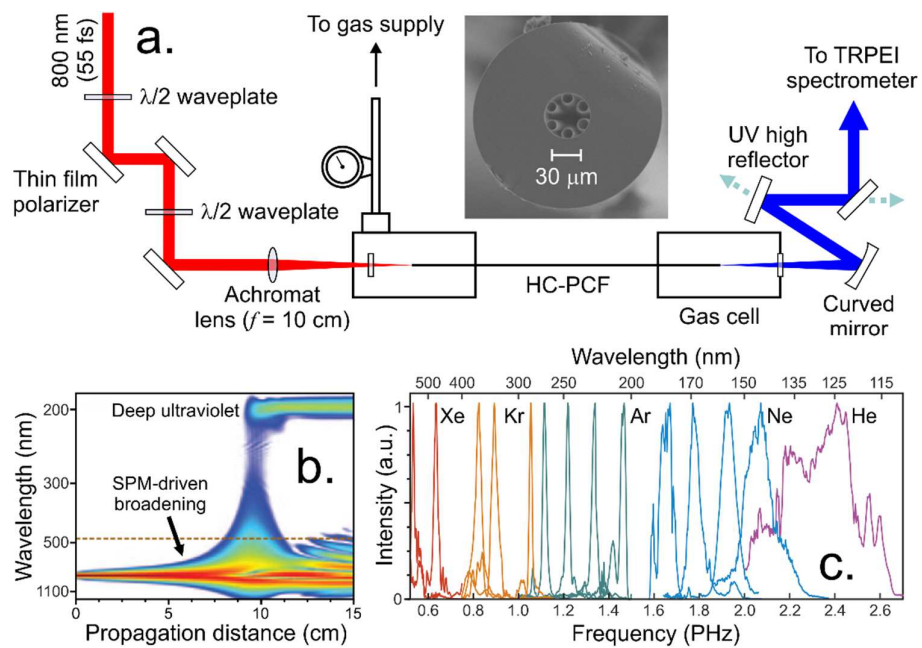 a.
800 nm
(55 fs)
λ/2 waveplate
Thin film
polarizer
λ/2 waveplate
Achromat
lens (f = 10 cm)
To gas supply
30 μm
HC-PCF
Gas cell
To TRPEI
spectrometer
UV high
reflector
Curved
mirror
b.
Wavelength (nm)
200
300
500
1100
Deep ultraviolet
SPM-driven
broadening
0 5 10 15
Propagation distance (cm)
c.
Wavelength (nm)
500 400 300 250 200 170 150 135 125 115
Intensity (a.u.)
1
0
Xe Kr Ar Ne He
0.6 0.8 1.0 1.2 1.4 1.6 1.8 2.0 2.2 2.4 2.6
Frequency (PHz)